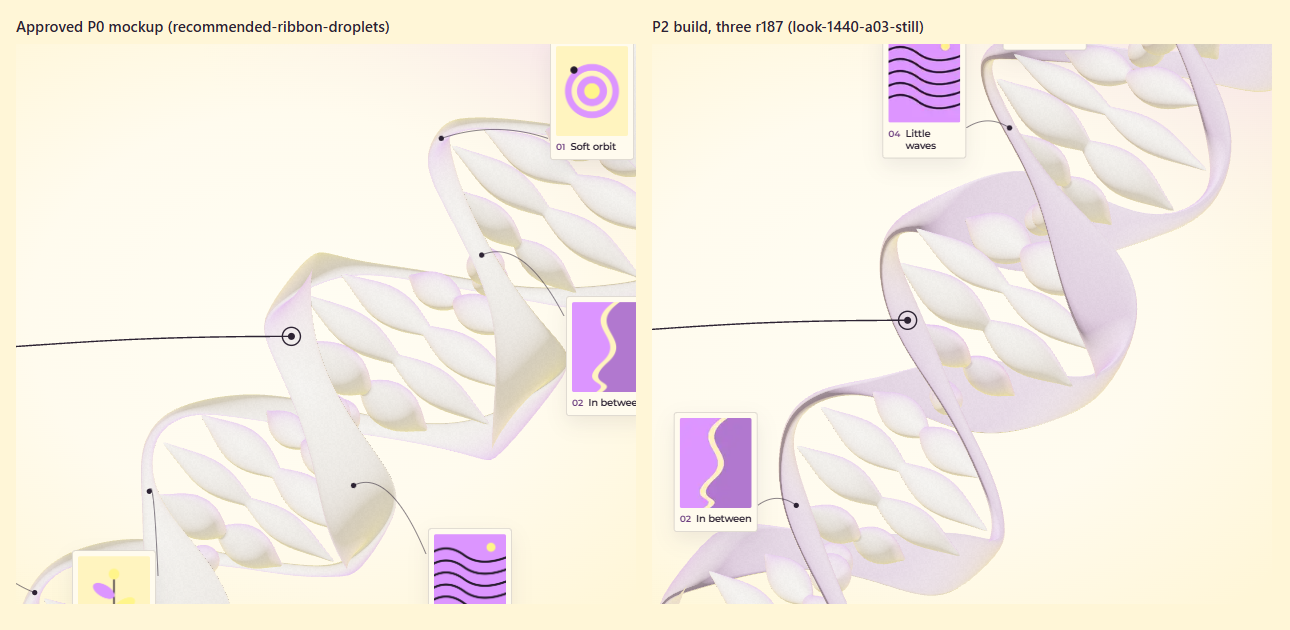 Approved P0 mockup (recommended-ribbon-droplets)
01 Soft orbit
02 In betwee
P2 build, three r187 (look-1440-a03-still)
04 Little
waves
02 In between